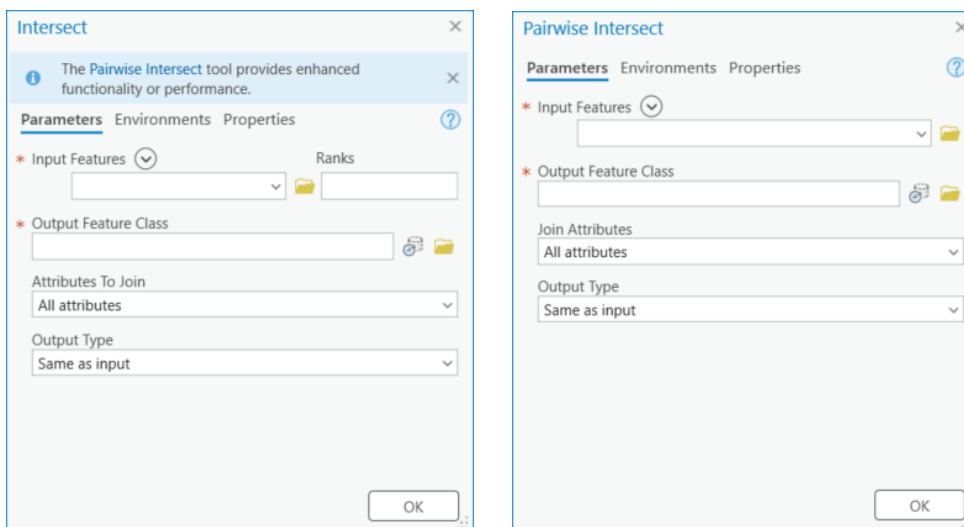 Intersect
The Pairwise Intersect tool provides enhanced
functionality or performance.
Parameters Environments Properties
* Input Features Ranks
* Output Feature Class
Attributes To Join
All attributes
Output Type
Same as input
OK
Pairwise Intersect
Parameters Environments Properties
* Input Features
* Output Feature Class
Join Attributes
All attributes
Output Type
Same as input
OK